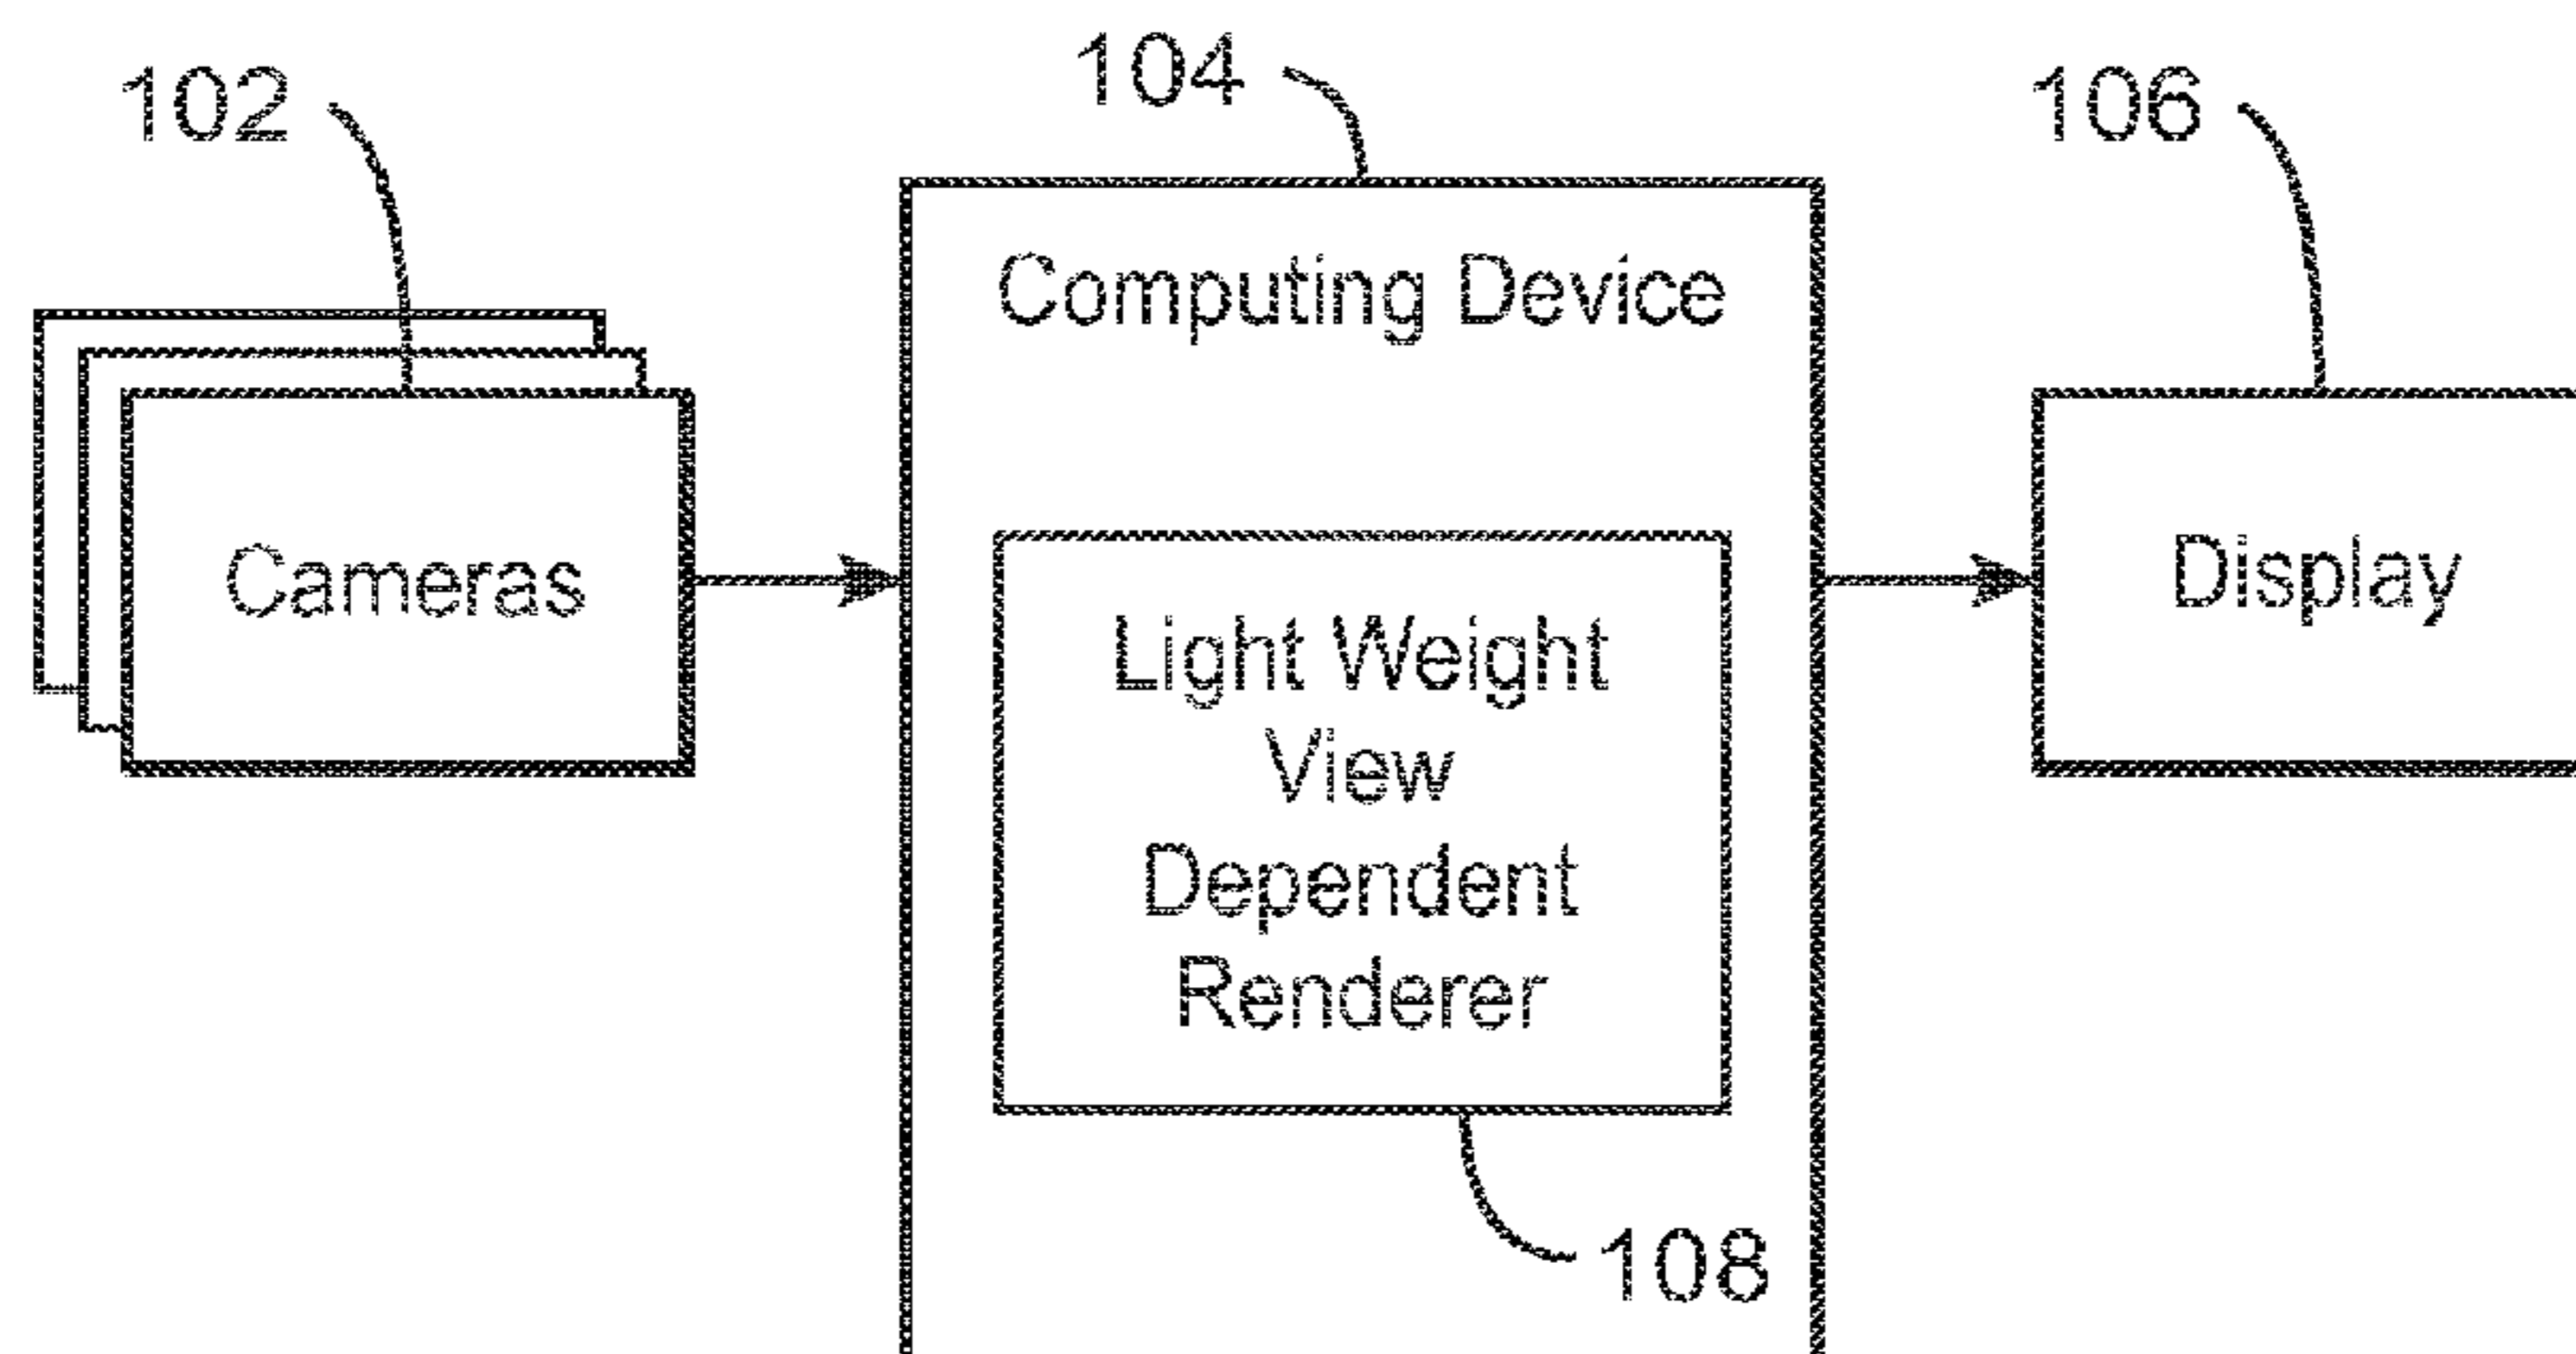 104
102
106
Computing Device
Cameras
Display
Light Weight
View
Dependent
Renderer
108